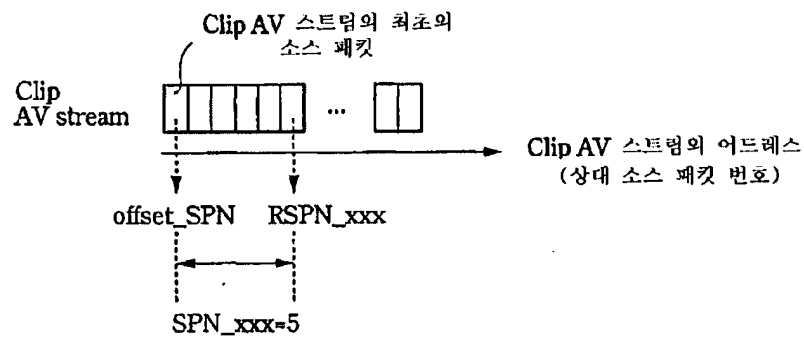 Clip AV 스트림의 최초의
소스 패킷
Clip
AV stream
...
Clip AV 스트림의 어드레스
(상대 소스 패킷 번호)
offset_SPN
RSPN_xxx
SPN_xxx=5